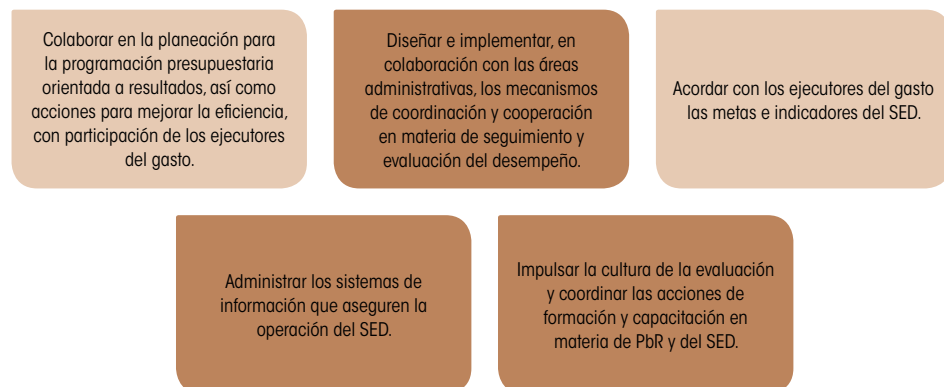 Colaborar en la planeación para
la programación presupuestaria
orientada a resultados, así como
acciones para mejorar la eficiencia,
con participación de los ejecutores
del gasto.
Diseñar e implementar, en
colaboración con las áreas
administrativas, los mecanismos
de coordinación y cooperación
en materia de seguimiento y
evaluación del desempeño.
Acordar con los ejecutores del gasto
las metas e indicadores del SED.
Administrar los sistemas de
información que aseguren la
operación del SED.
Impulsar la cultura de la evaluación
y coordinar las acciones de
formación y capacitación en
materia de PbR y del SED.